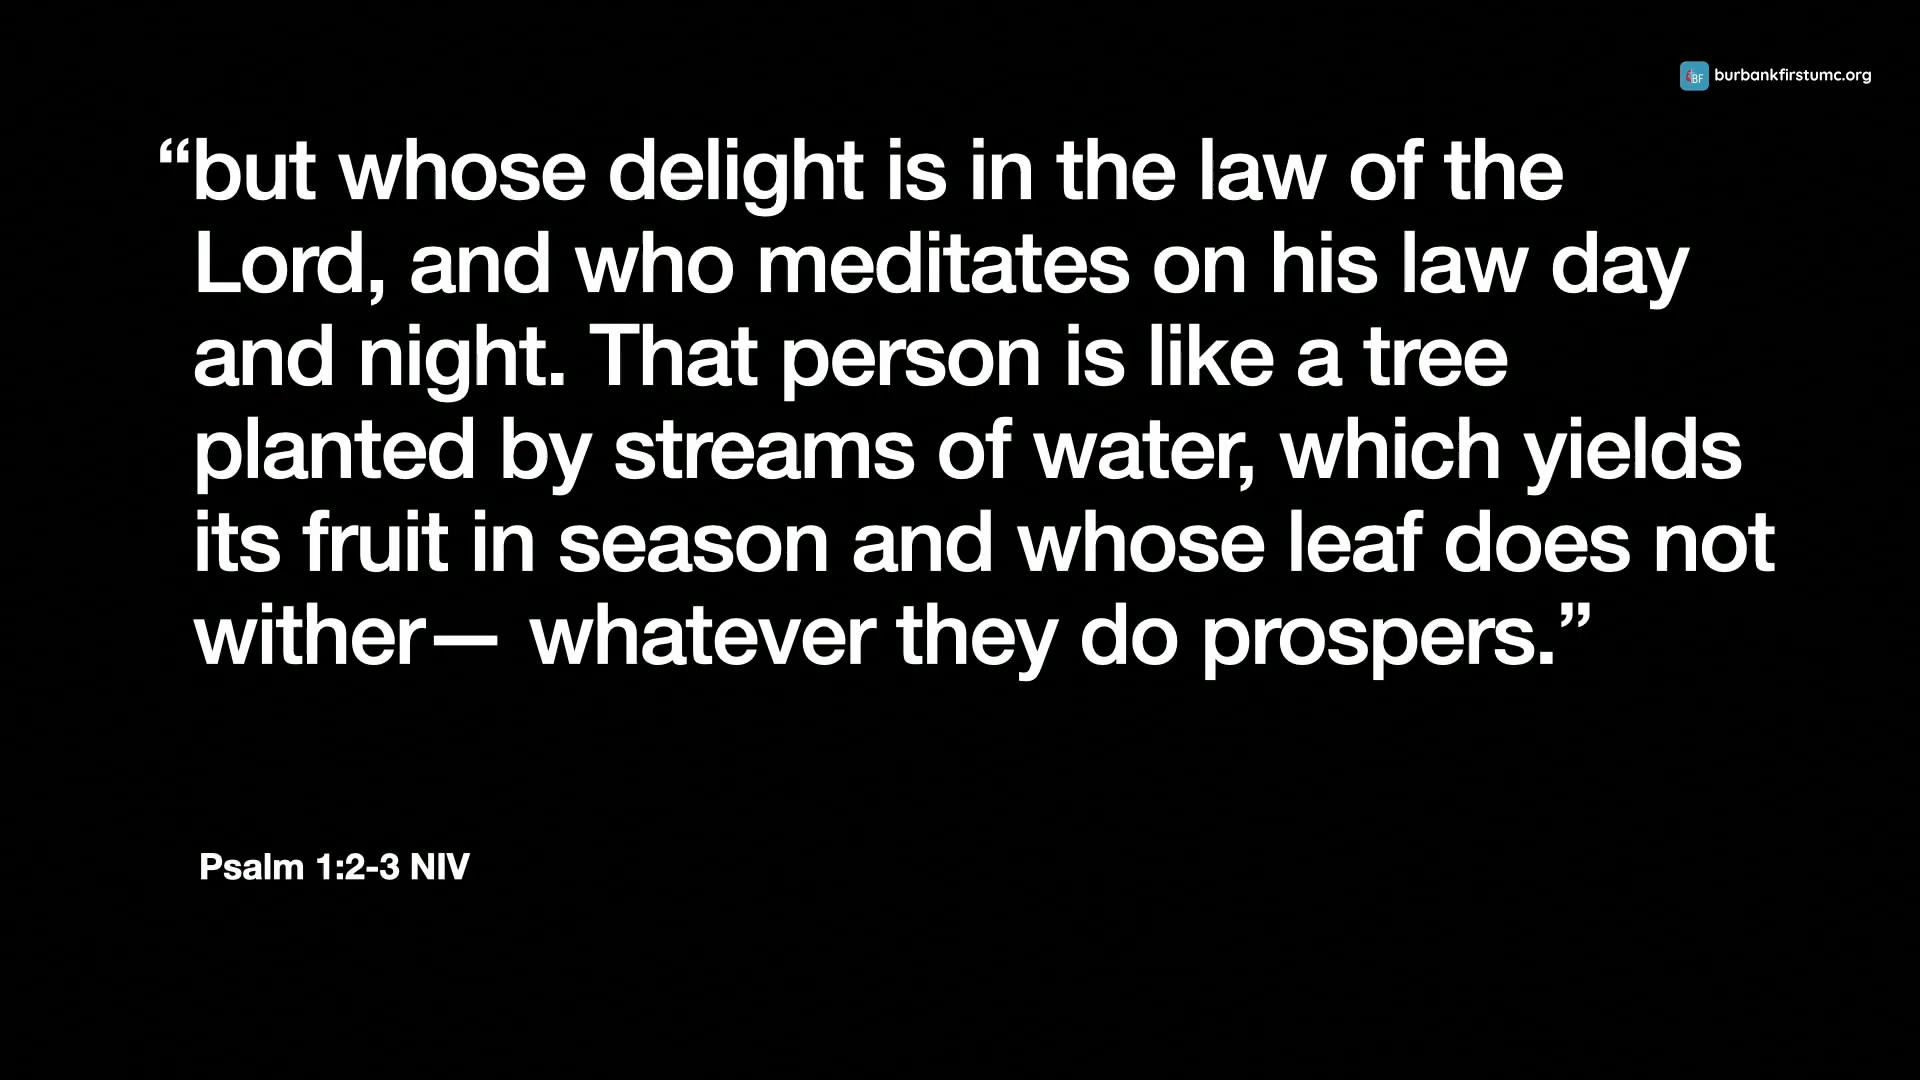 BF burbankfirstumc.org
“but whose delight is in the law of the
Lord, and who meditates on his law day
and night. That person is like a tree
planted by streams of water, which yields
its fruit in season and whose leaf does not
wither— whatever they do prospers.”
Psalm 1:2-3 NIV